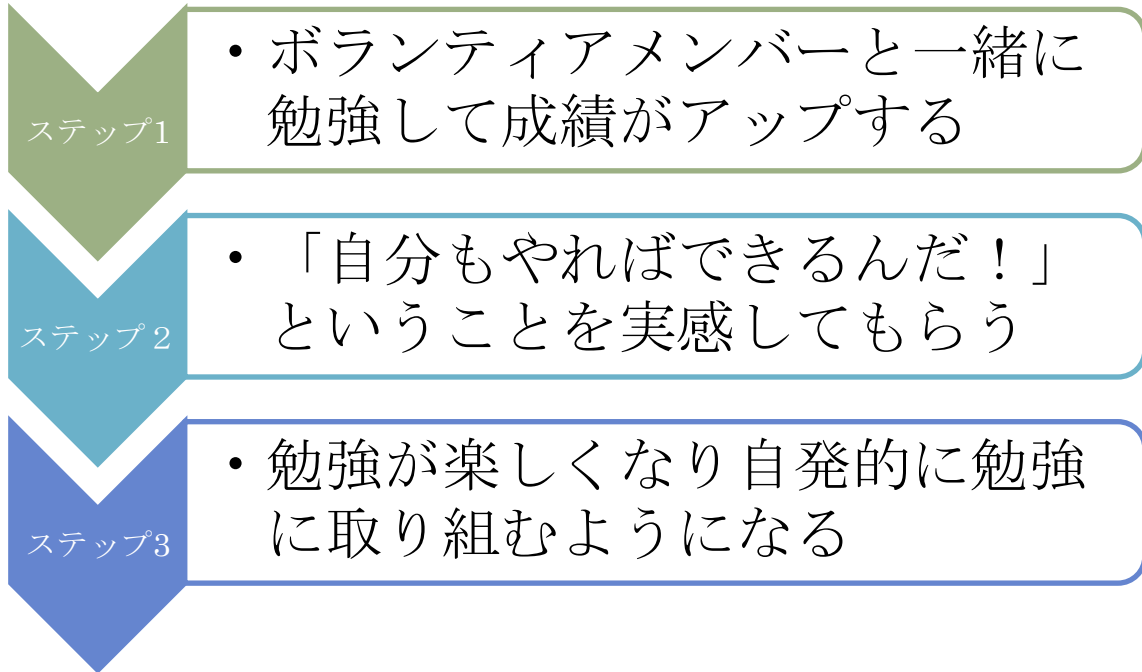 ステップ1
・ボランティアメンバーと一緒に
勉強して成績がアップする
ステップ２
・「自分もやればできるんだ！」
ということを実感してもらう
ステップ3
・勉強が楽しくなり自発的に勉強
に取り組むようになる